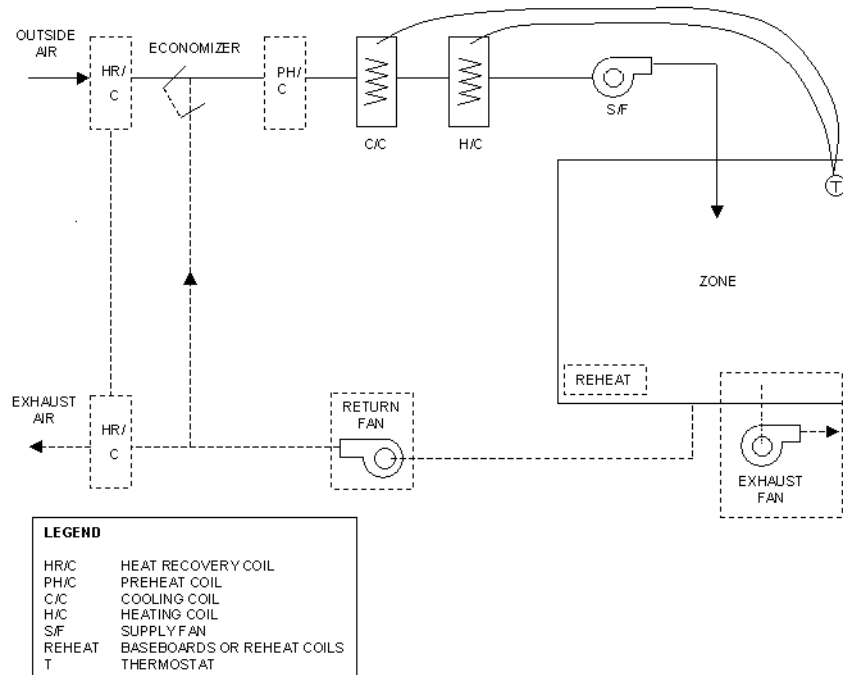 OUTSIDE
AIR
HR/
C
ECONOMIZER
PH/
C
C/C
H/C
S/F
T
ZONE
REHEAT
EXHAUST
AIR
HR/
C
RETURN
FAN
EXHAUST
FAN
LEGEND
HR/C HEAT RECOVERY COIL
PH/C PREHEAT COIL
C/C COOLING COIL
H/C HEATING COIL
S/F SUPPLY FAN
REHEAT BASEBOARDS OR REHEAT COILS
T THERMOSTAT